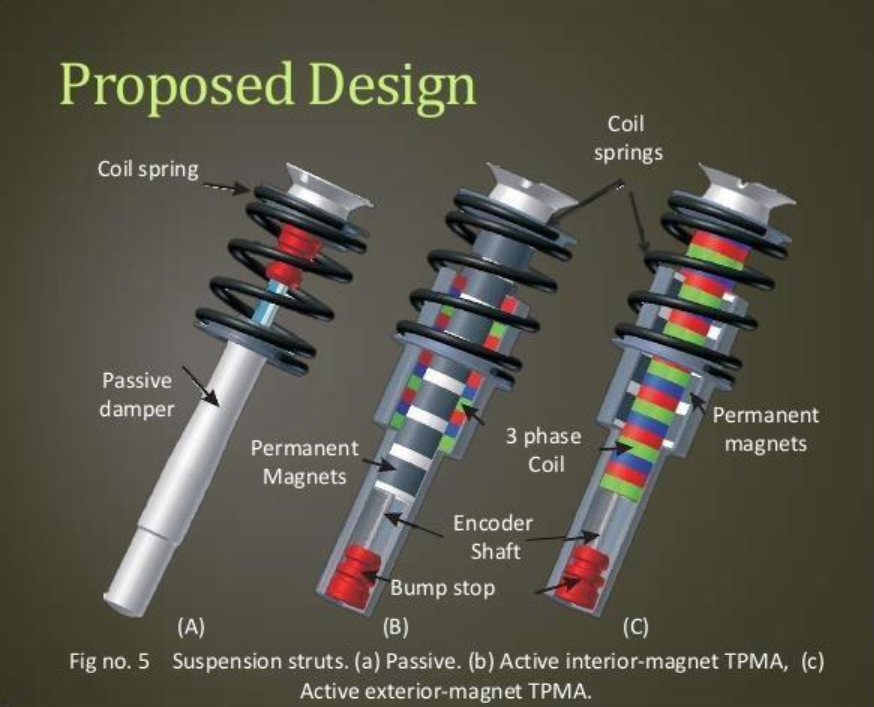 Proposed Design
Coil
springs
Coil spring
Passive
damper
Permanent
Magnets
3 phase
Coil
Permanent
magnets
Encoder
Shaft
Bump stop
(A)
(B)
(C)
Fig no. 5 Suspension struts. (a) Passive. (b) Active interior-magnet TPMA, (c)
Active exterior-magnet TPMA.